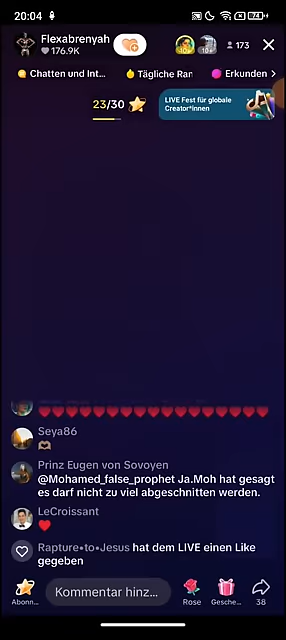 20:04
74
Flexabrenyah
176.9K
10+
173
Chatten und Int...
Tägliche Ran
Erkunden >
23/30
LIVE Fest für globale
Creator*innen
Seya86
Prinz Eugen von Sovoyen
@Mohamed_false_prophet Ja.Moh hat gesagt
es darf nicht zu viel abgeschnitten werden.
LeCroissant
Rapture•to•Jesus hat dem LIVE einen Like
gegeben
Kommentar hinz...
Abonn...
Rose
Gesche...
38